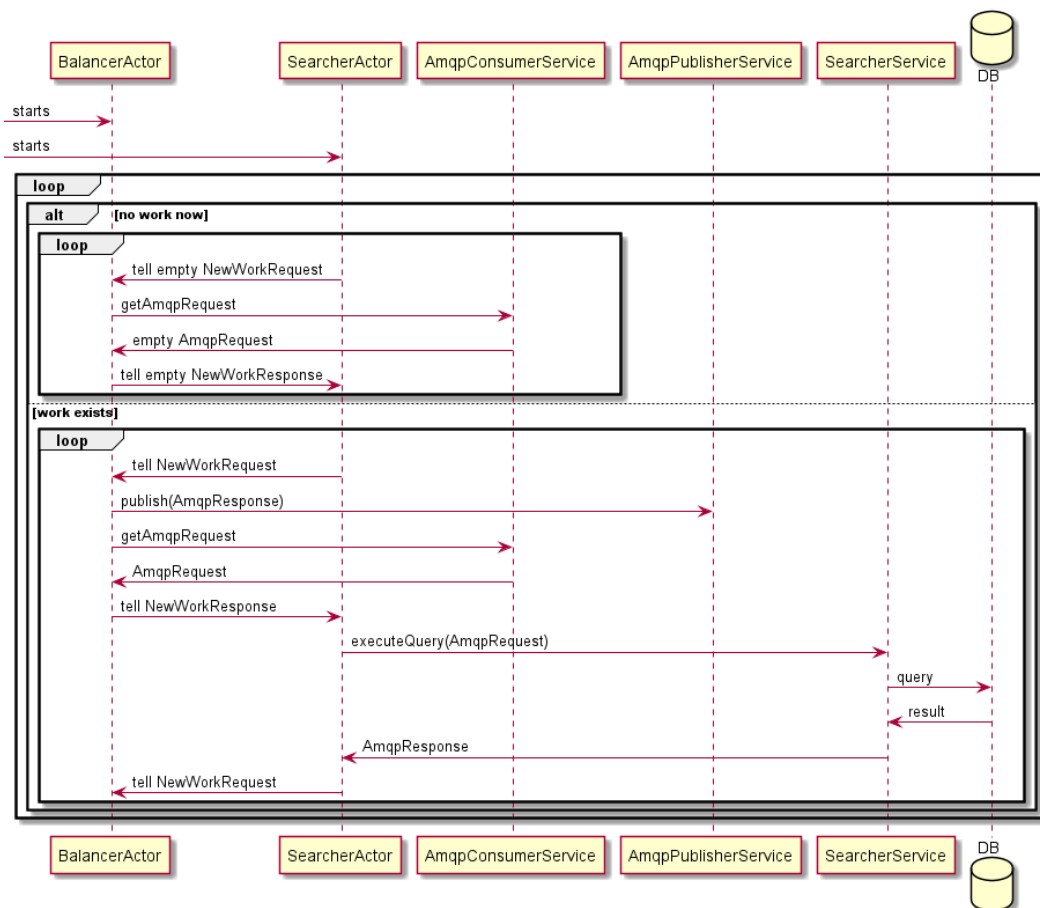 BalancerActor SearcherActor AmqpConsumerService AmqpPublisherService SearcherService DB
starts
starts
loop
alt [no work now]
loop
tell empty NewWorkRequest
getAmqpRequest
empty AmqpRequest
tell empty NewWorkResponse
[work exists]
loop
tell NewWorkRequest
publish(AmqpResponse)
getAmqpRequest
AmqpRequest
tell NewWorkResponse
executeQuery(AmqpRequest)
query
result
AmqpResponse
tell NewWorkRequest
BalancerActor SearcherActor AmqpConsumerService AmqpPublisherService SearcherService DB